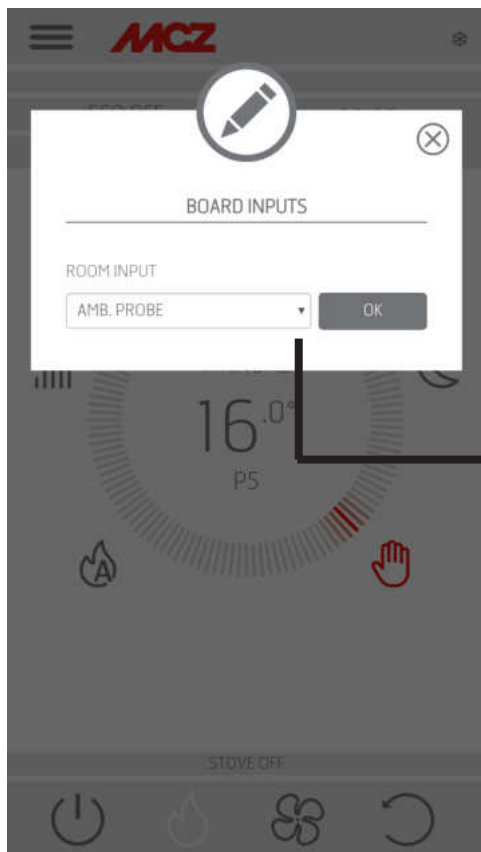 MCZ
BOARD INPUTS
ROOM INPUT
AMB. PROBE
OK
16.0°
P5
A
STOVE OFF